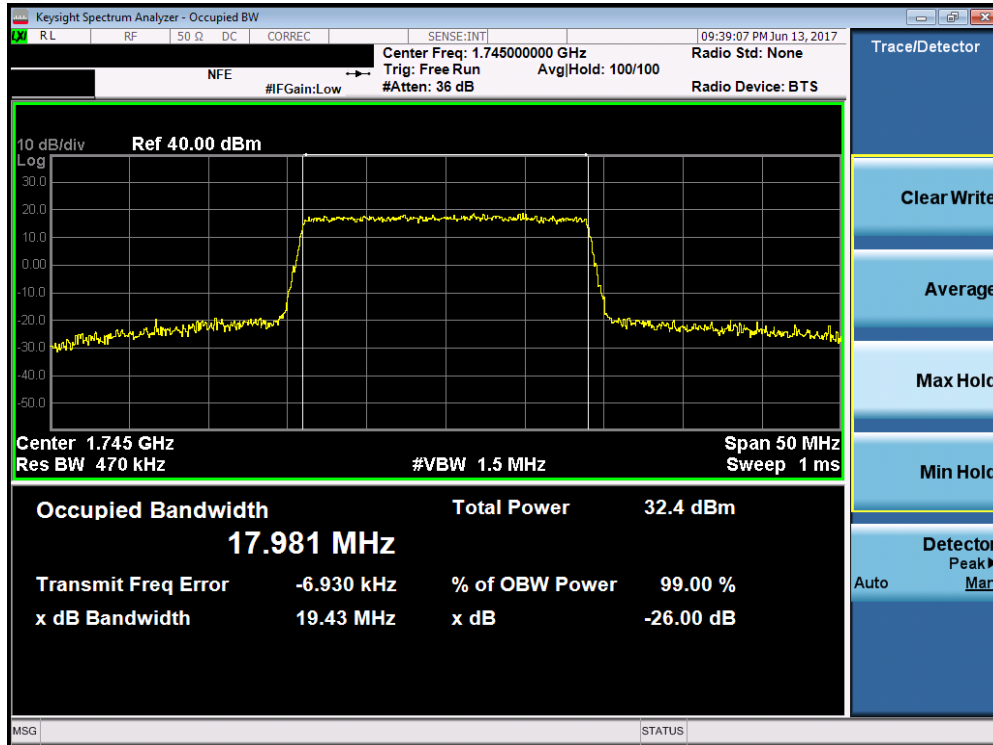 Keysight Spectrum Analyzer - Occupied BW
LXI RL RF 50 Ω DC CORREC SENSE:INT 09:39:07 PM Jun 13, 2017
Center Freq: 1.745000000 GHz Radio Std: None
NFE Trig: Free Run Avg|Hold: 100/100
#IFGain:Low #Atten: 36 dB Radio Device: BTS
10 dB/div Ref 40.00 dBm
Log
30.0
20.0
10.0
0.00
-10.0
-20.0
-30.0
-40.0
-50.0
Center 1.745 GHz Span 50 MHz
Res BW 470 kHz #VBW 1.5 MHz Sweep 1 ms
Occupied Bandwidth Total Power 32.4 dBm
17.981 MHz
Transmit Freq Error -6.930 kHz % of OBW Power 99.00 %
x dB Bandwidth 19.43 MHz x dB -26.00 dB
MSG STATUS
Trace/Detector
Clear Write
Average
Max Hold
Min Hold
Detector
Peak
Auto Man